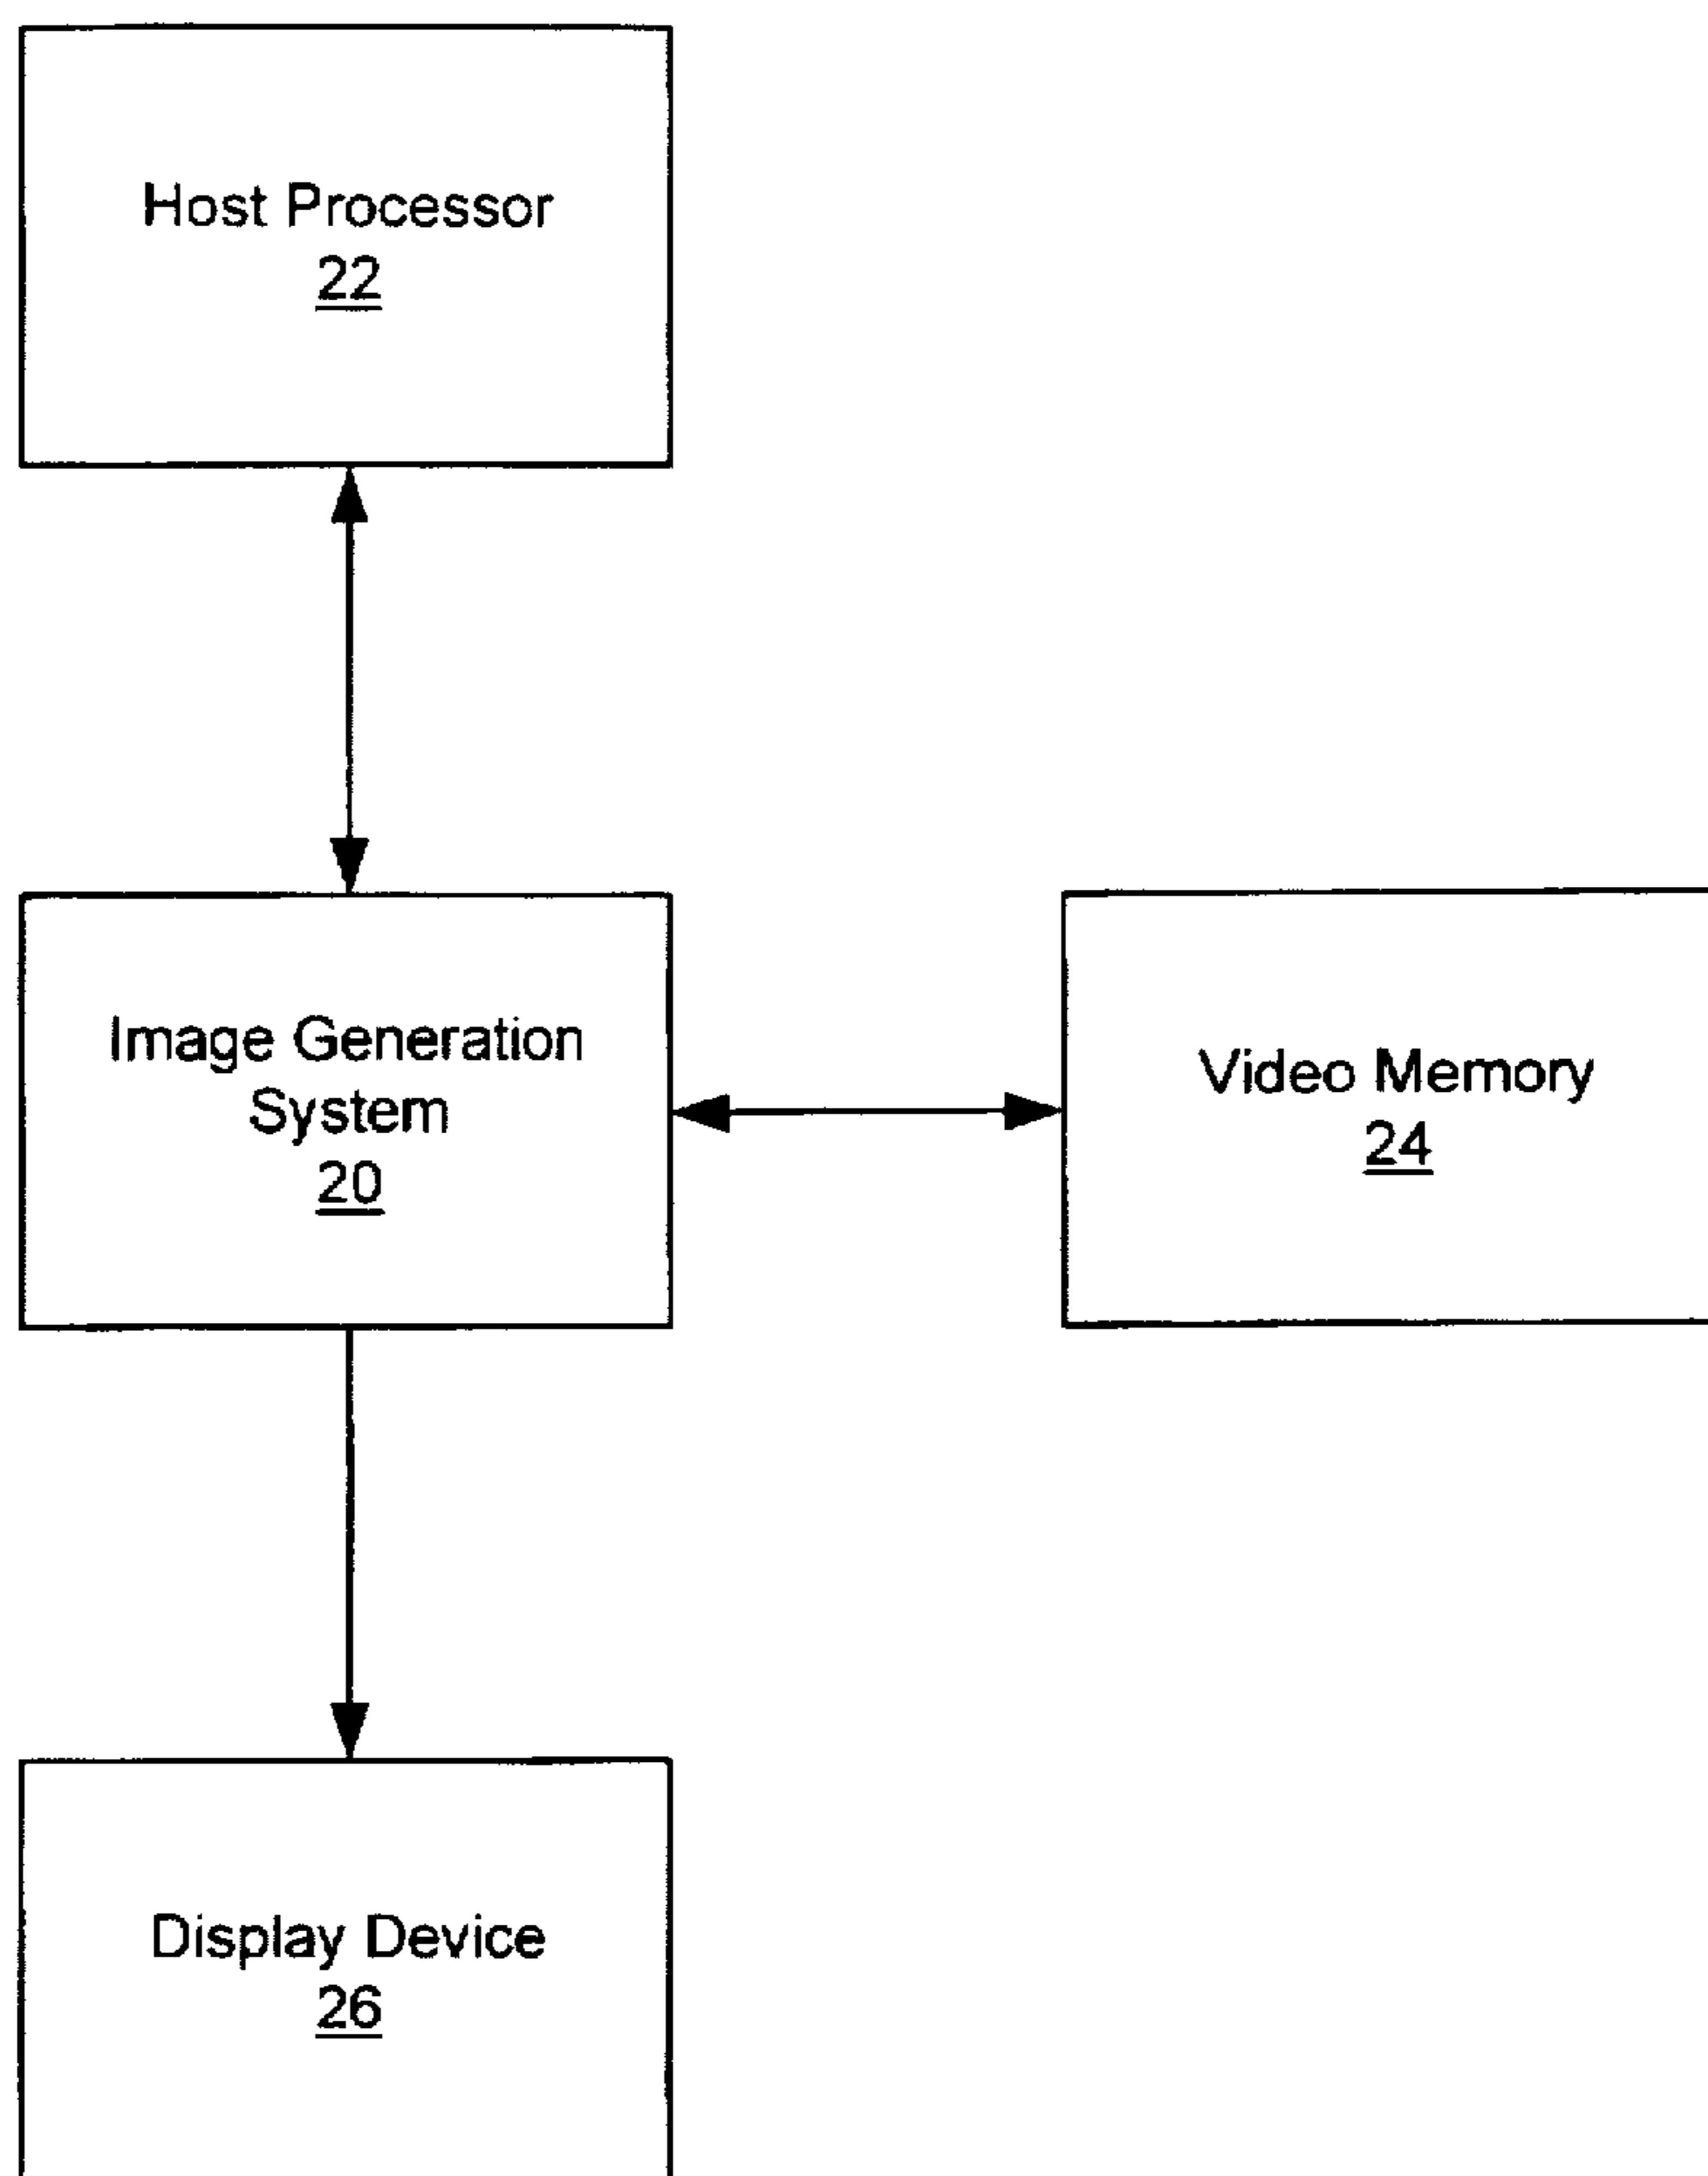 Host Processor
22
Image Generation
System
20
Video Memory
24
Display Device
26